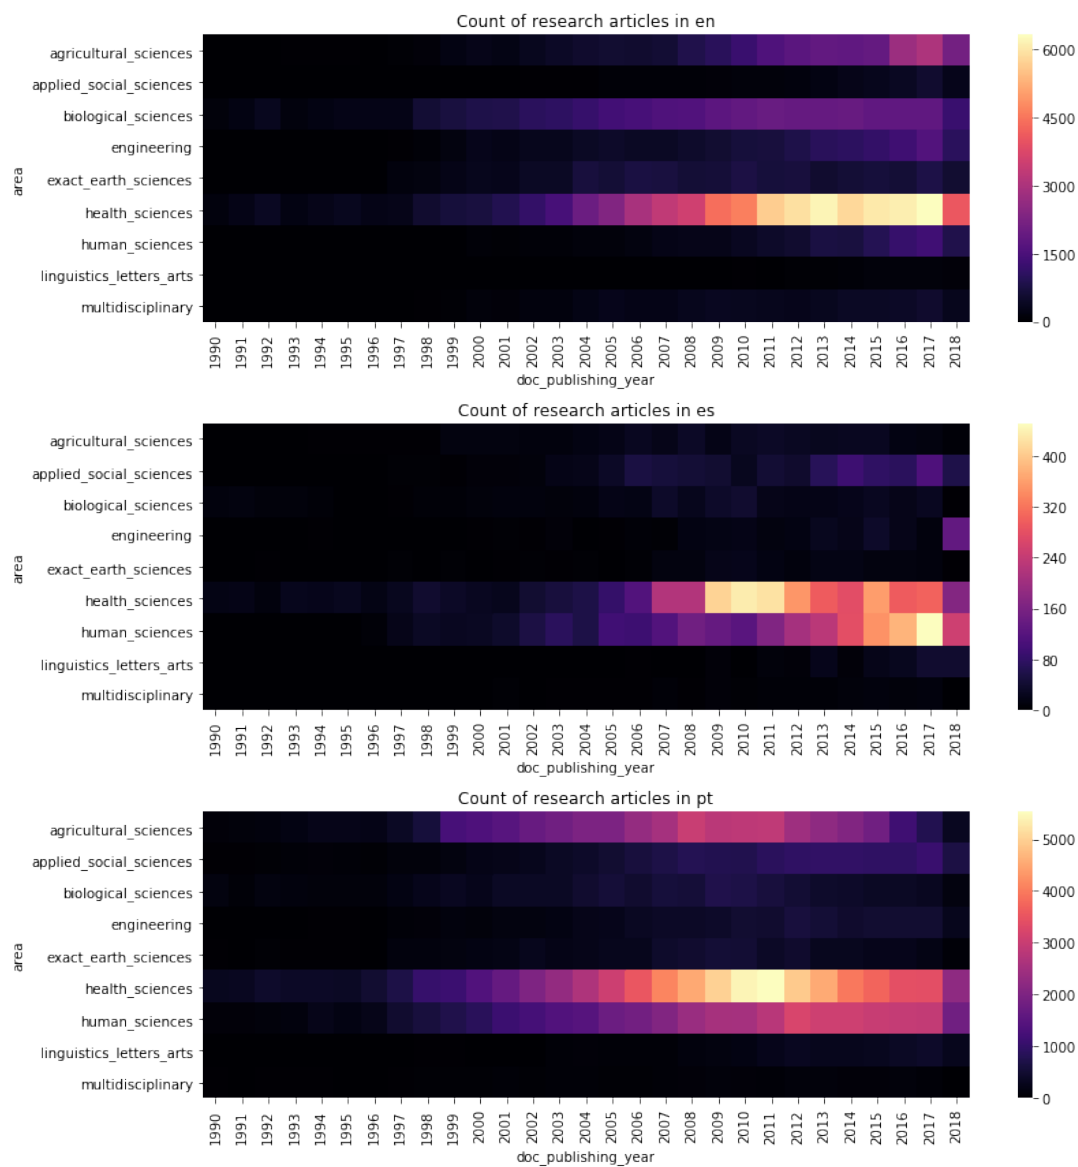 Count of research articles in en
area
agricultural_sciences
applied_social_sciences
biological_sciences
engineering
exact_earth_sciences
health_sciences
human_sciences
linguistics_letters_arts
multidisciplinary
6000
4500
3000
1500
0
1990 1991 1992 1993 1994 1995 1996 1997 1998 1999 2000 2001 2002 2003 2004 2005 2006 2007 2008 2009 2010 2011 2012 2013 2014 2015 2016 2017 2018
doc_publishing_year
Count of research articles in es
area
agricultural_sciences
applied_social_sciences
biological_sciences
engineering
exact_earth_sciences
health_sciences
human_sciences
linguistics_letters_arts
multidisciplinary
400
320
240
160
80
0
1990 1991 1992 1993 1994 1995 1996 1997 1998 1999 2000 2001 2002 2003 2004 2005 2006 2007 2008 2009 2010 2011 2012 2013 2014 2015 2016 2017 2018
doc_publishing_year
Count of research articles in pt
area
agricultural_sciences
applied_social_sciences
biological_sciences
engineering
exact_earth_sciences
health_sciences
human_sciences
linguistics_letters_arts
multidisciplinary
5000
4000
3000
2000
1000
0
1990 1991 1992 1993 1994 1995 1996 1997 1998 1999 2000 2001 2002 2003 2004 2005 2006 2007 2008 2009 2010 2011 2012 2013 2014 2015 2016 2017 2018
doc_publishing_year